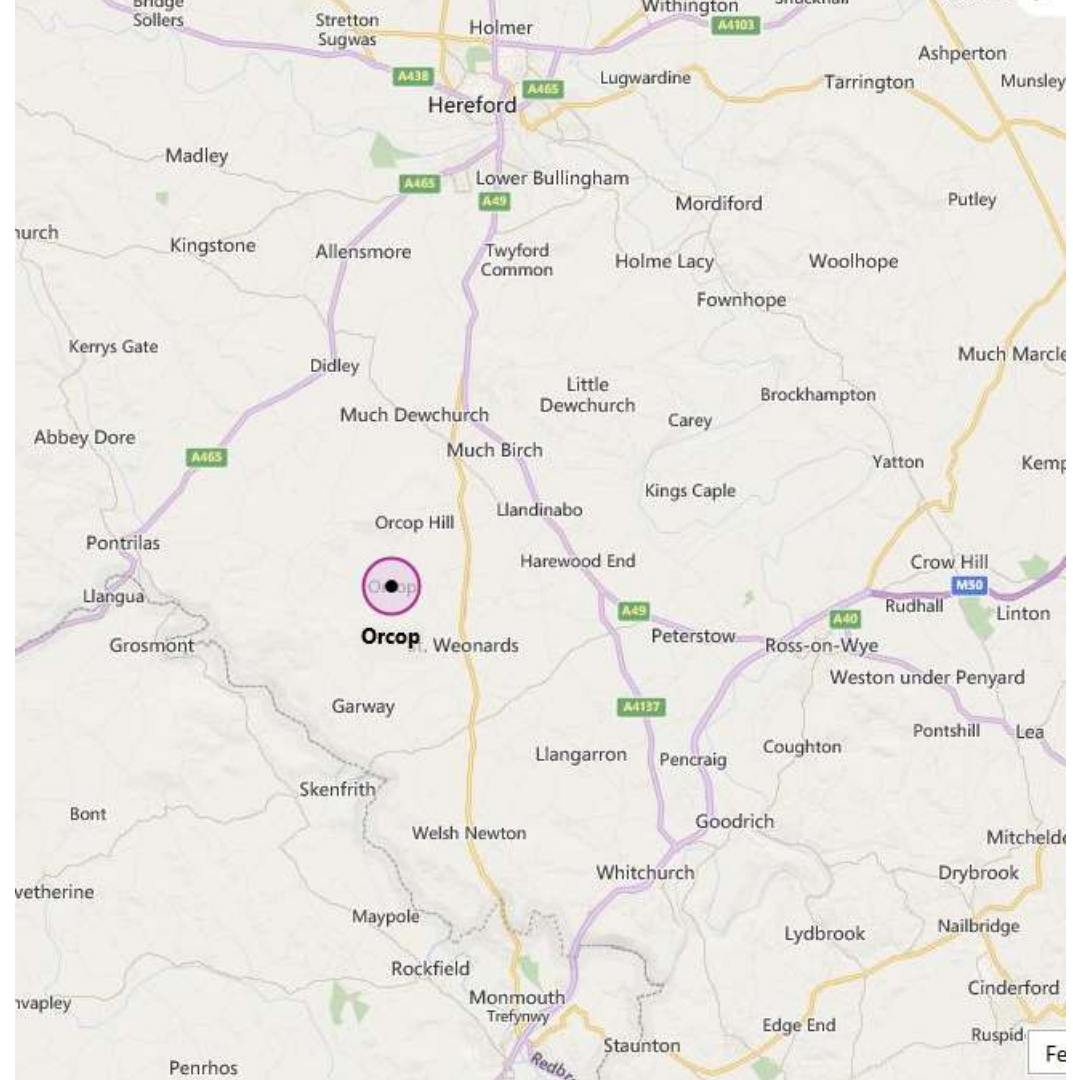 Bridge
Sollers
Stretton
Sugwas
Holmer
Withington
A4103
Ashperton
A438
A465
Lugwardine
Tarrington
Munsley
Hereford
Madley
A465
Lower Bullingham
A49
Mordiford
Putley
urch
Kingstone
Allensmore
Twyford
Common
Holme Lacy
Woolhope
Fownhope
Kerrys Gate
Didley
Much Marcle
Little
Dewchurch
Brockhampton
Much Dewchurch
Carey
Abbey Dore
A465
Much Birch
Yatton
Kemp
Kings Caple
Llandinabo
Orcop Hill
Pontrilas
Harewood End
Crow Hill
Orcop
M50
Llangua
Rudhall
Linton
A49
A40
Orcop
Peterstow
Grosmont
t. Weonards
Ross-on-Wye
Weston under Penyard
Garway
A4137
Pontshill
Lea
Llangarron
Pencraig
Coughton
Skenfrith
Bont
Welsh Newton
Goodrich
Mitchelde
Whitchurch
Drybrook
vetherine
Maypole
Nailbridge
Lydbrook
Rockfield
Cinderford
nvapley
Monmouth
Trefynwy
Edge End
Ruspid
Staunton
Fe
Redbr
Penrhos